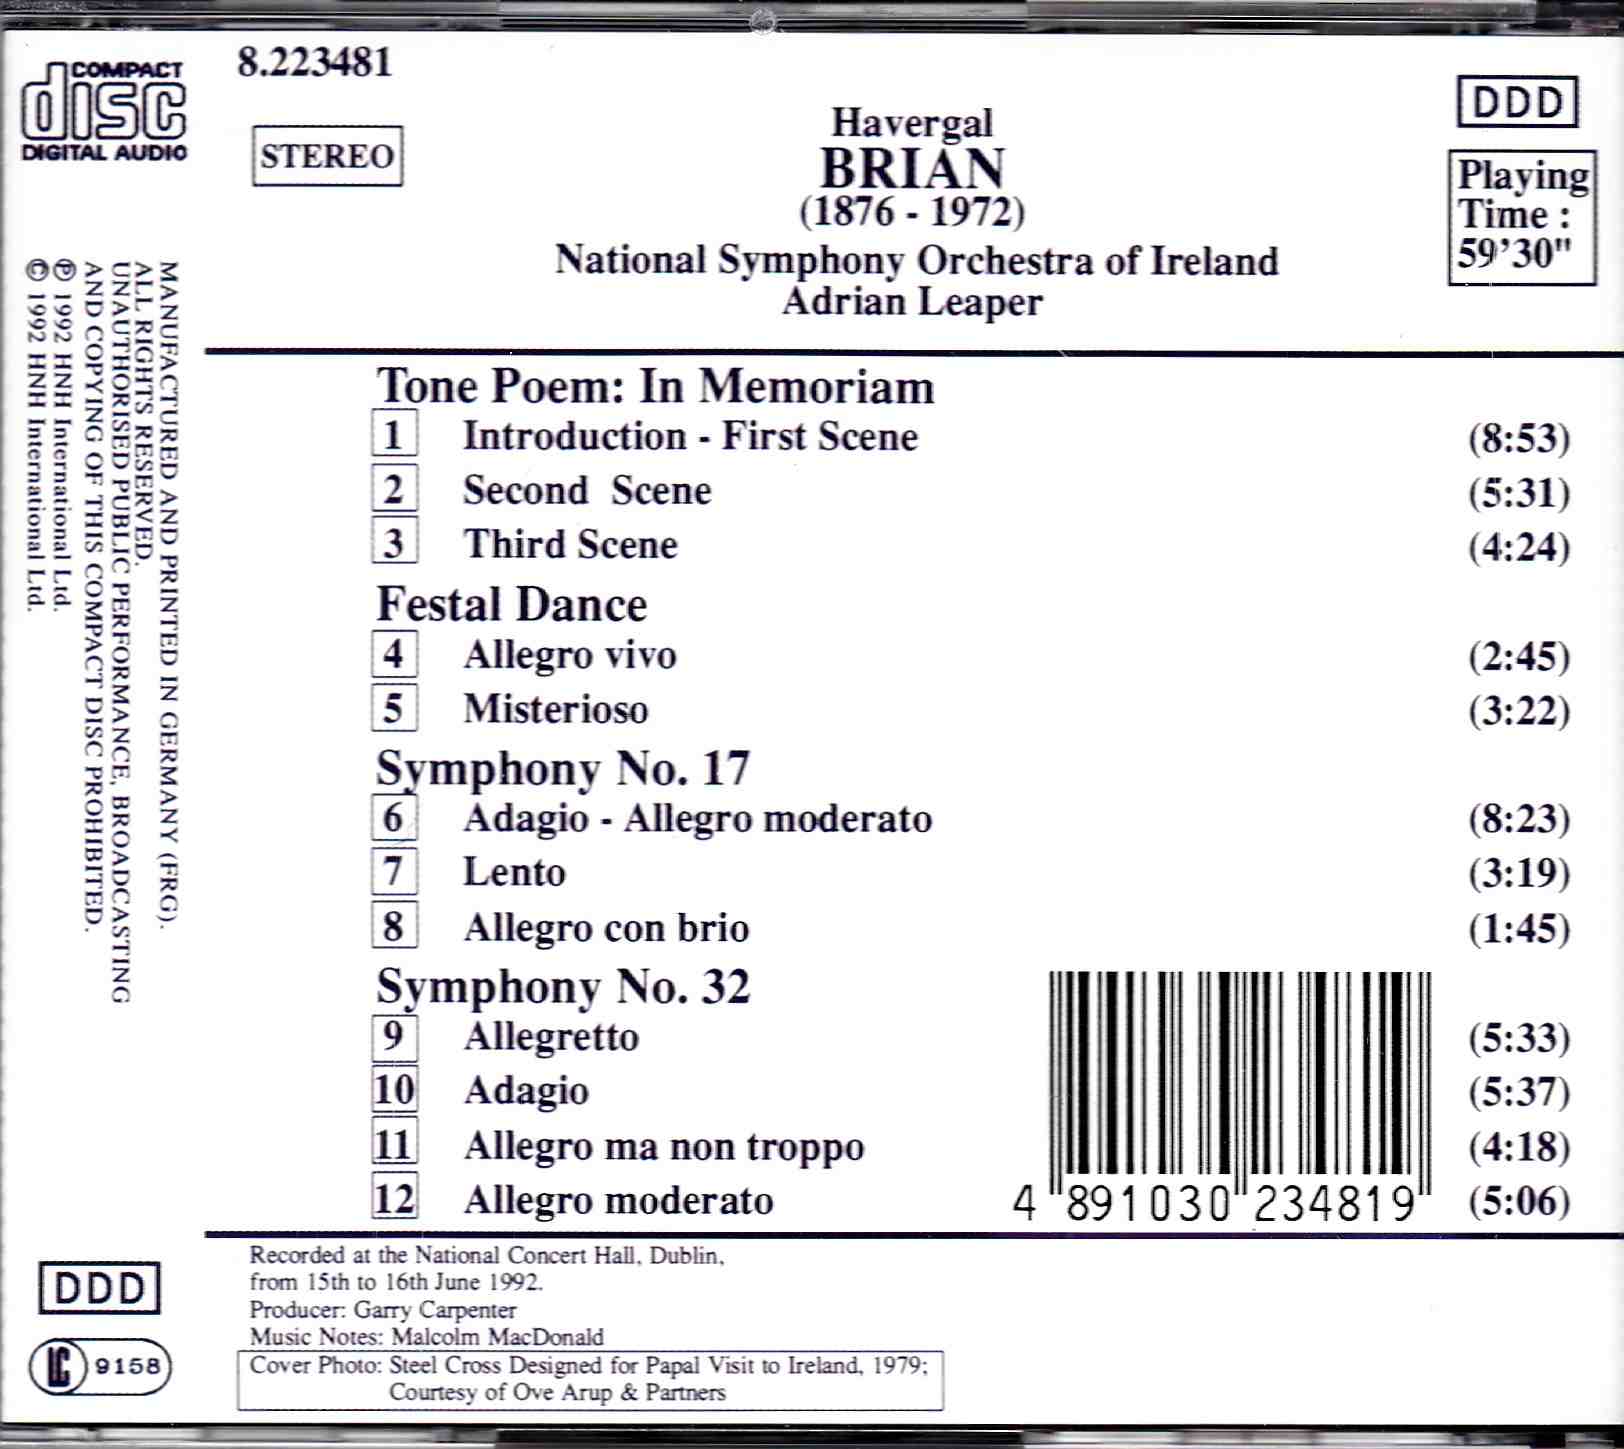 COMPACT
disc
DIGITAL AUDIO
8.223481
STEREO
Havergal
BRIAN
(1876 - 1972)
National Symphony Orchestra of Ireland
Adrian Leaper
DDD
Playing
Time :
59'30"
MANUFACTURED AND PRINTED IN GERMANY (FRG).
ALL RIGHTS RESERVED.
UNAUTHORISED PUBLIC PERFORMANCE, BROADCASTING
AND COPYING OF THIS COMPACT DISC PROHIBITED.
℗ 1992 HNH International Ltd.
© 1992 HNH International Ltd.
Tone Poem: In Memoriam
1 Introduction - First Scene (8:53)
2 Second Scene (5:31)
3 Third Scene (4:24)
Festal Dance
4 Allegro vivo (2:45)
5 Misterioso (3:22)
Symphony No. 17
6 Adagio - Allegro moderato (8:23)
7 Lento (3:19)
8 Allegro con brio (1:45)
Symphony No. 32
9 Allegretto (5:33)
10 Adagio (5:37)
11 Allegro ma non troppo (4:18)
12 Allegro moderato (5:06)
4 891030 234819
Recorded at the National Concert Hall, Dublin,
from 15th to 16th June 1992.
Producer: Garry Carpenter
Music Notes: Malcolm MacDonald
Cover Photo: Steel Cross Designed for Papal Visit to Ireland, 1979;
Courtesy of Ove Arup & Partners
DDD
LC 9158